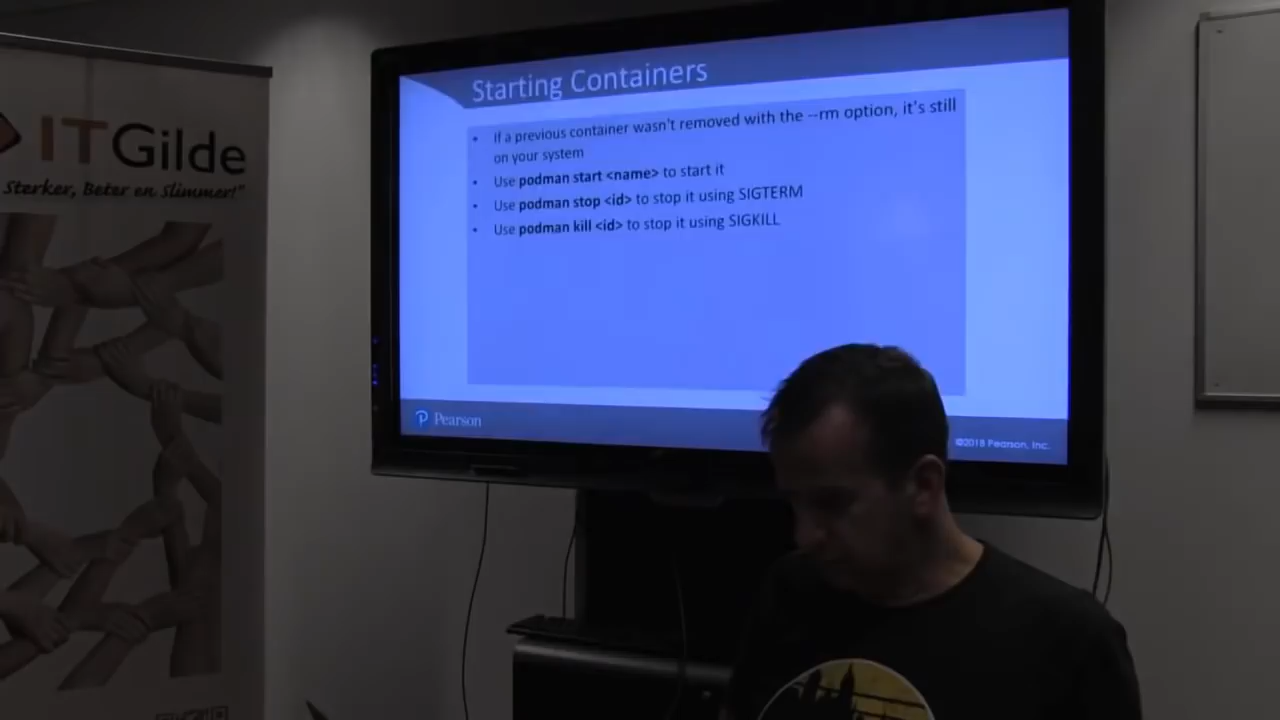 Starting Containers
• If a previous container wasn't removed with the --rm option, it's still
on your system
• Use podman start <name> to start it
• Use podman stop <id> to stop it using SIGTERM
• Use podman kill <id> to stop it using SIGKILL
Pearson
©2018 Pearson, Inc.
ITGilde
Sterker, Beter en Slimmer!"